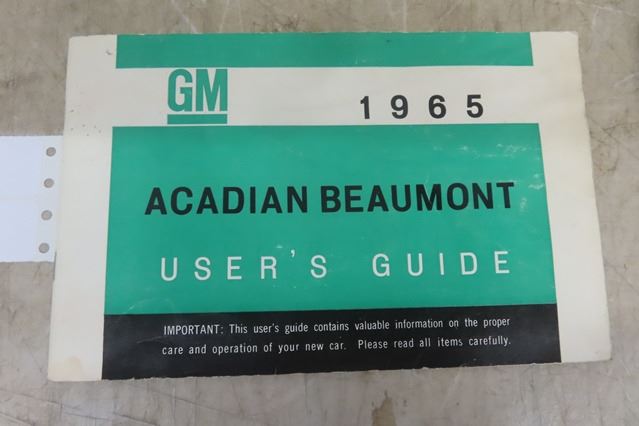 GM
1965
ACADIAN BEAUMONT
USER'S GUIDE
IMPORTANT: This user's guide contains valuable information on the proper
care and operation of your new car. Please read all items carefully.